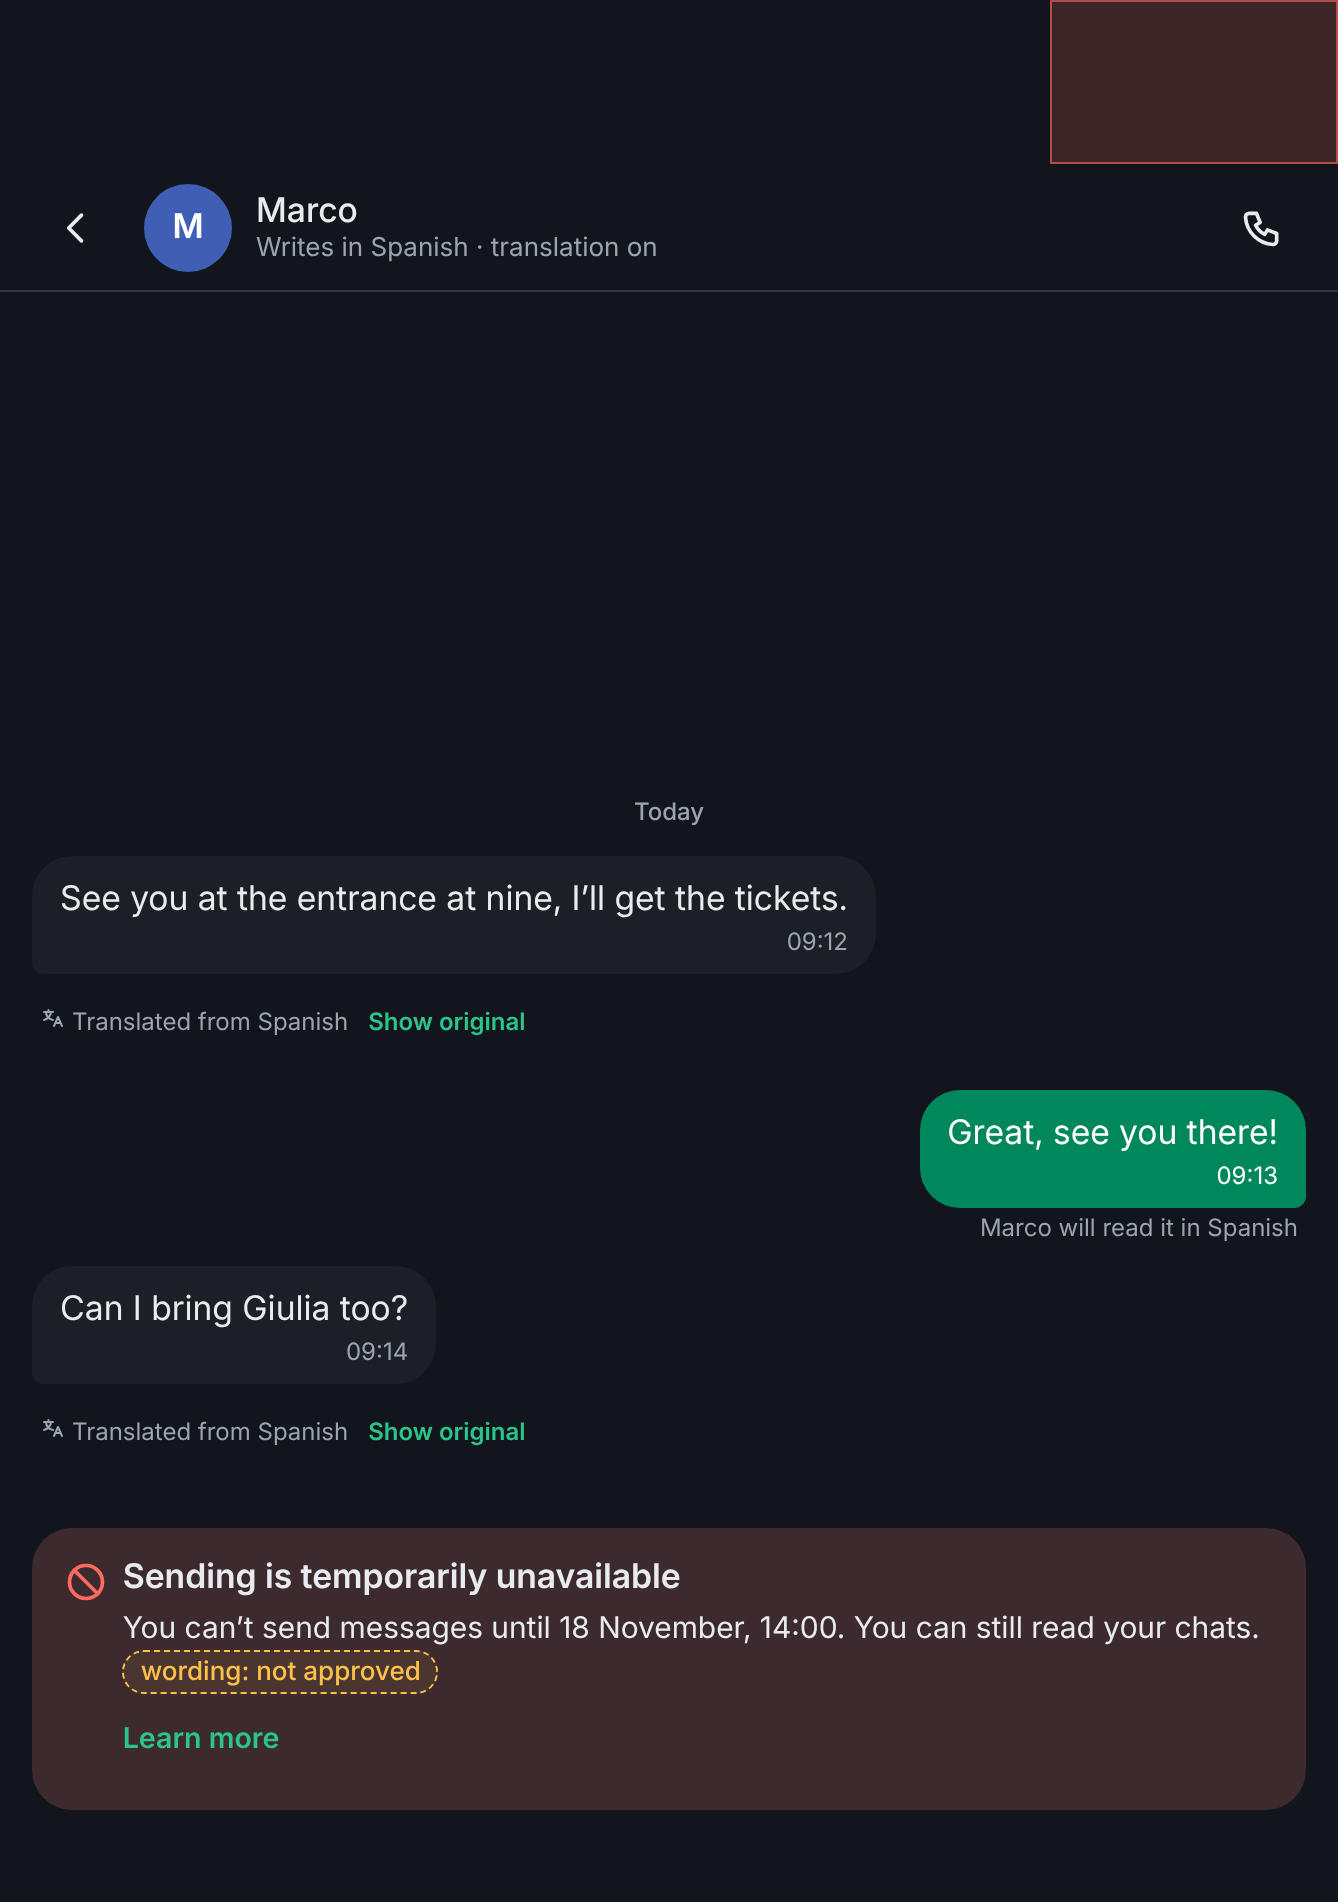 M
Marco
Writes in Spanish · translation on
Today
See you at the entrance at nine, I’ll get the tickets.
09:12
Translated from Spanish Show original
Great, see you there!
09:13
Marco will read it in Spanish
Can I bring Giulia too?
09:14
Translated from Spanish Show original
Sending is temporarily unavailable
You can’t send messages until 18 November, 14:00. You can still read your chats.
wording: not approved
Learn more